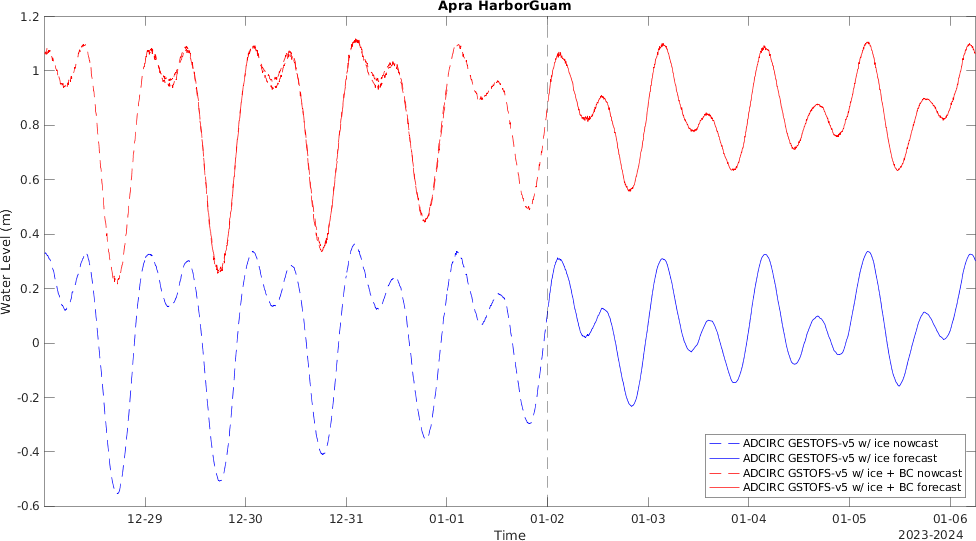 Apra HarborGuam
1.2
1
0.8
0.6
0.4
0.2
0
-0.2
-0.4
-0.6
Water Level (m)
12-29
12-30
12-31
01-01
01-02
01-03
01-04
01-05
01-06
Time
2023-2024
ADCIRC GESTOFS-v5 w/ ice nowcast
ADCIRC GESTOFS-v5 w/ ice forecast
ADCIRC GSTOFS-v5 w/ ice + BC nowcast
ADCIRC GSTOFS-v5 w/ ice + BC forecast